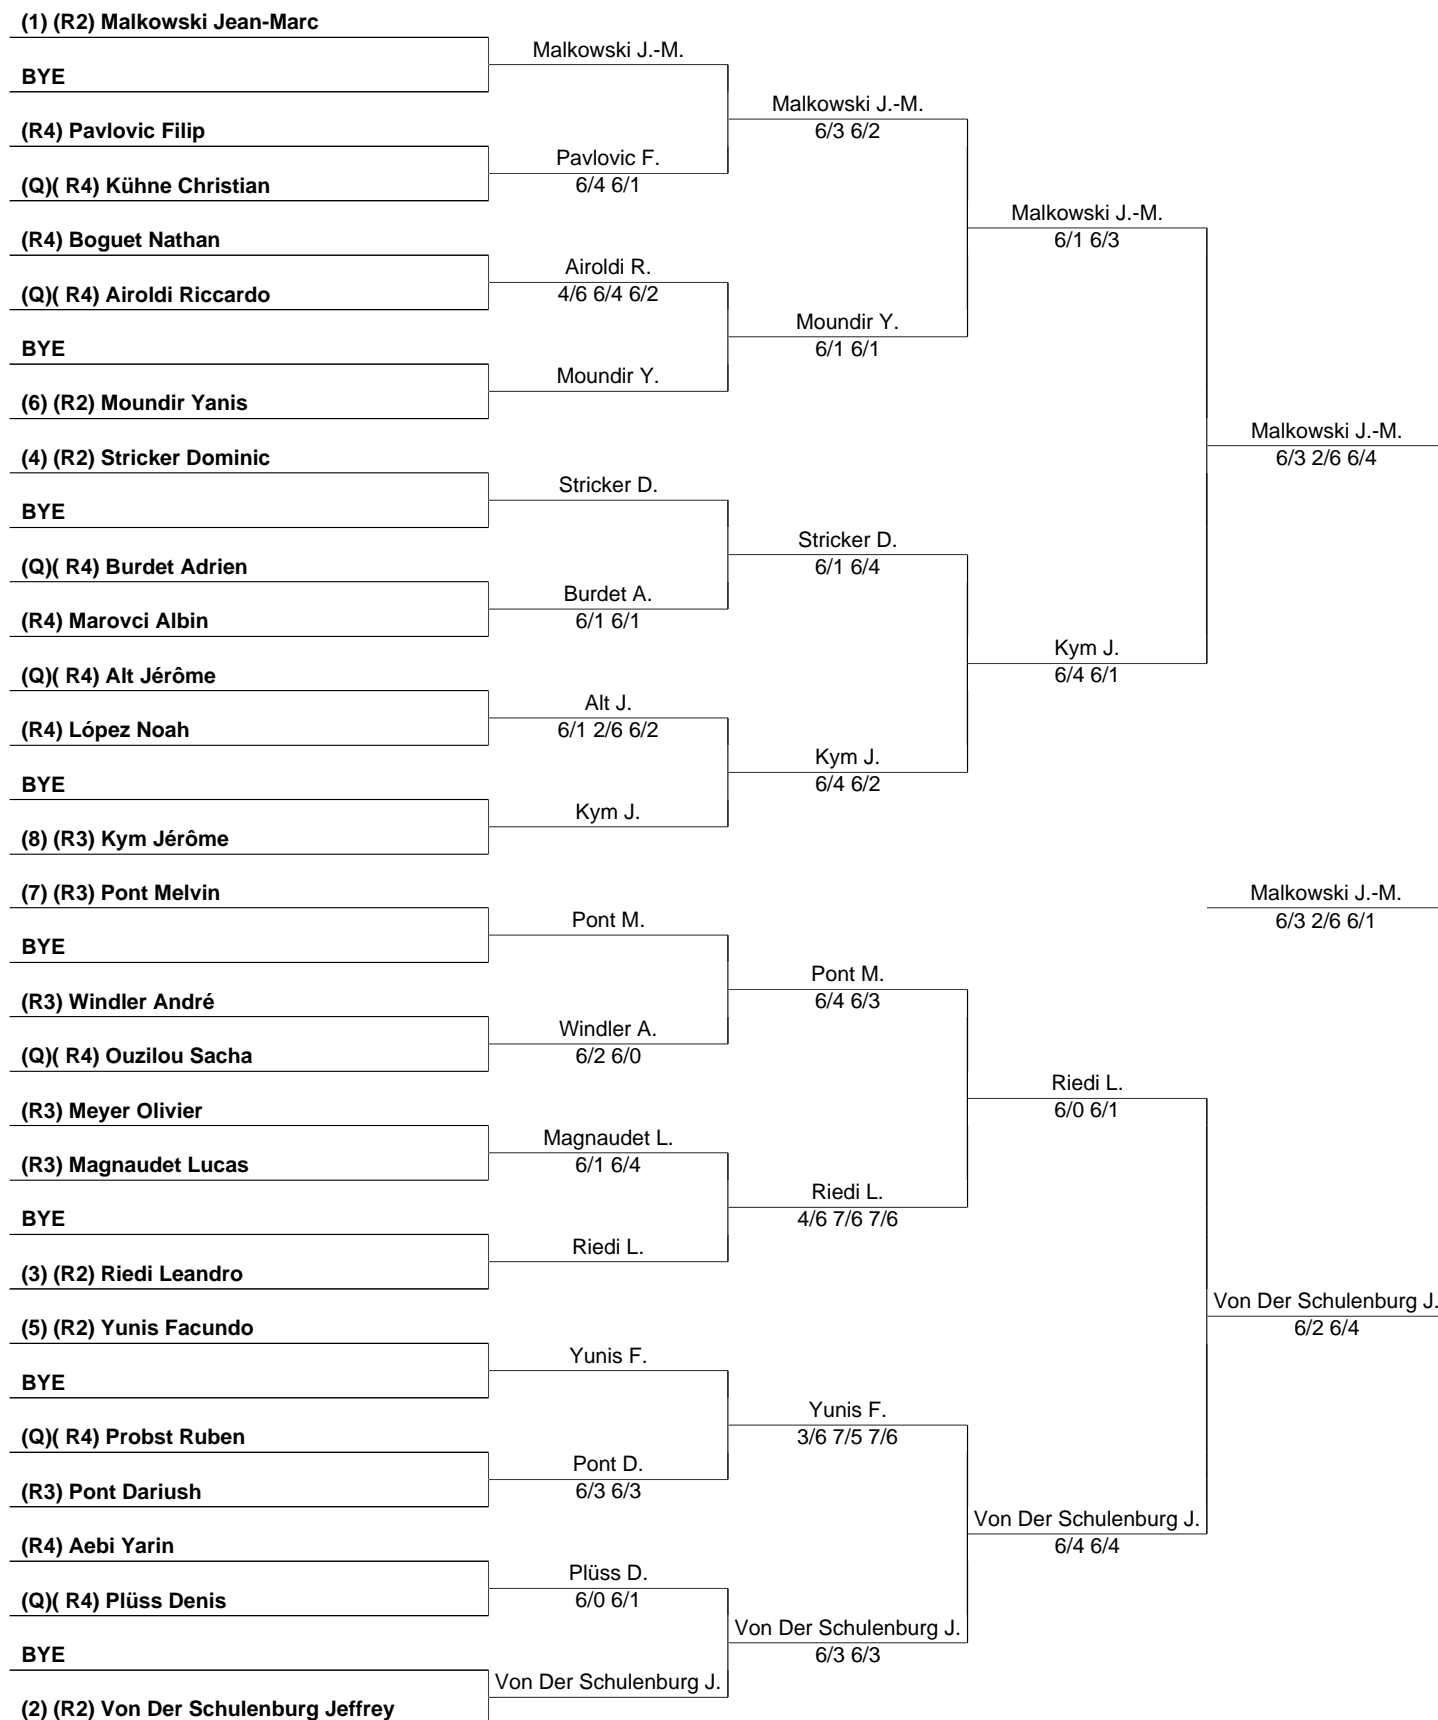 (1) (R2) Malkowski Jean-Marc
BYE
(R4) Pavlovic Filip
(Q)( R4) Kühne Christian
(R4) Boguet Nathan
(Q)( R4) Airoldi Riccardo
BYE
(6) (R2) Moundir Yanis
(4) (R2) Stricker Dominic
BYE
(Q)( R4) Burdet Adrien
(R4) Marovci Albin
(Q)( R4) Alt Jérôme
(R4) López Noah
BYE
(8) (R3) Kym Jérôme
(7) (R3) Pont Melvin
BYE
(R3) Windler André
(Q)( R4) Ouzilou Sacha
(R3) Meyer Olivier
(R3) Magnaudet Lucas
BYE
(3) (R2) Riedi Leandro
(5) (R2) Yunis Facundo
BYE
(Q)( R4) Probst Ruben
(R3) Pont Dariush
(R4) Aebi Yarin
(Q)( R4) Plüss Denis
BYE
(2) (R2) Von Der Schulenburg Jeffrey
Malkowski J.-M.
Pavlovic F.
6/4 6/1
Airoldi R.
4/6 6/4 6/2
Moundir Y.
Stricker D.
Burdet A.
6/1 6/1
Alt J.
6/1 2/6 6/2
Kym J.
Pont M.
Windler A.
6/2 6/0
Magnaudet L.
6/1 6/4
Riedi L.
Yunis F.
Pont D.
6/3 6/3
Plüss D.
6/0 6/1
Von Der Schulenburg J.
Malkowski J.-M.
6/3 6/2
Moundir Y.
6/1 6/1
Stricker D.
6/1 6/4
Kym J.
6/4 6/2
Pont M.
6/4 6/3
Riedi L.
4/6 7/6 7/6
Yunis F.
3/6 7/5 7/6
Von Der Schulenburg J.
6/3 6/3
Malkowski J.-M.
6/1 6/3
Kym J.
6/4 6/1
Riedi L.
6/0 6/1
Von Der Schulenburg J.
6/4 6/4
Malkowski J.-M.
6/3 2/6 6/4
Malkowski J.-M.
6/3 2/6 6/1
Von Der Schulenburg J.
6/2 6/4